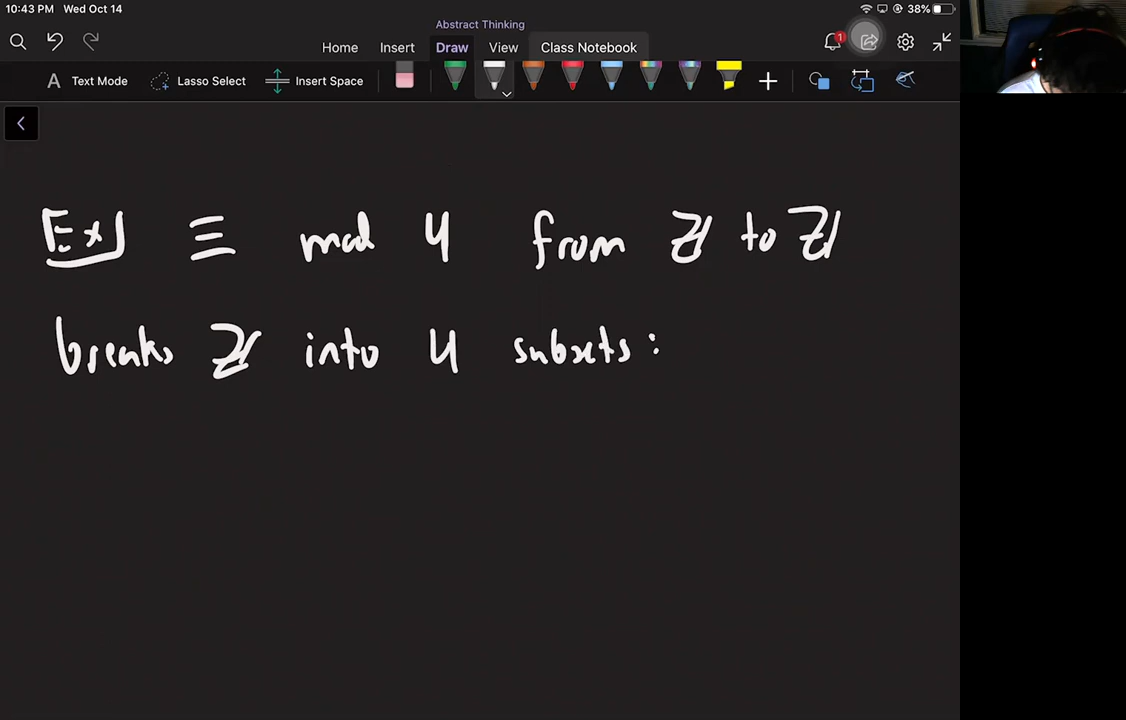 10:43 PM Wed Oct 14
38%
Abstract Thinking
Home Insert Draw View Class Notebook
1
A Text Mode Lasso Select Insert Space
Ex] ≡ mod 4 from ℤ to ℤ
breaks ℤ into 4 subsets: